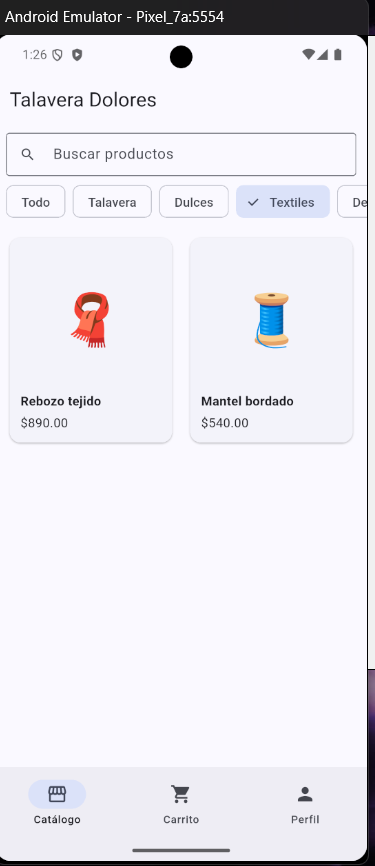 Android Emulator - Pixel_7a:5554
1:26
Talavera Dolores
Buscar productos
Todo Talavera Dulces Textiles De
Rebozo tejido Mantel bordado
$890.00 $540.00
Catálogo Carrito Perfil